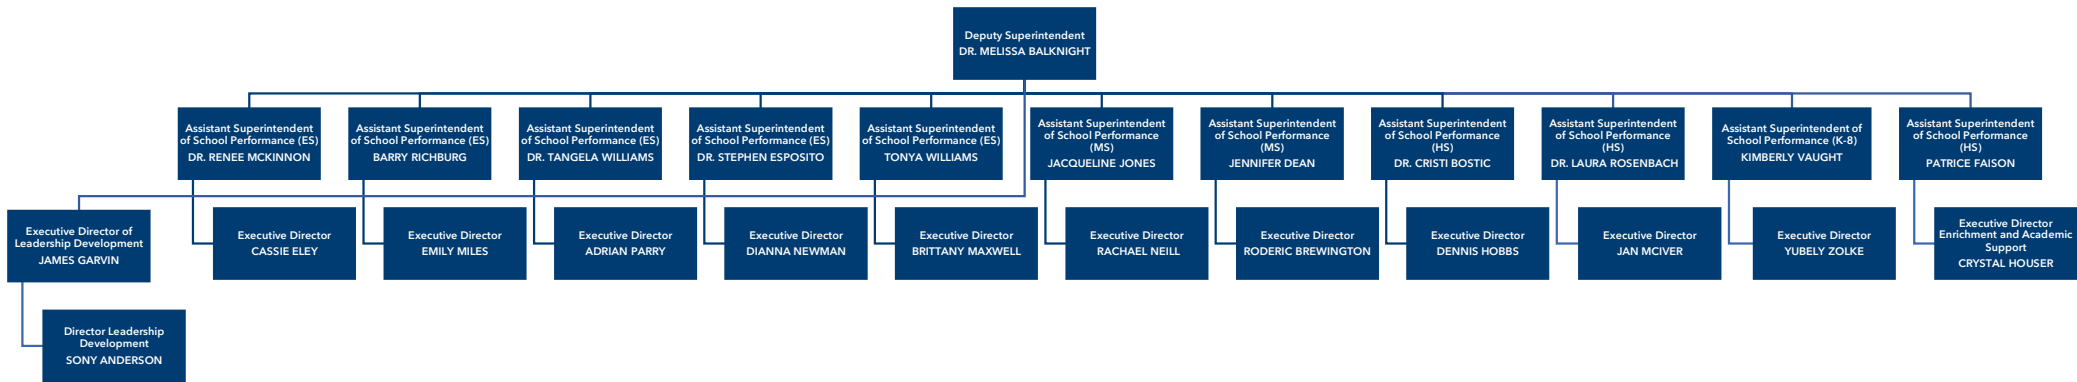 Deputy Superintendent
DR. MELISSA BALKNIGHT
Assistant Superintendent
of School Performance (ES)
DR. RENEE MCKINNON
Assistant Superintendent
of School Performance (ES)
BARRY RICHBURG
Assistant Superintendent
of School Performance (ES)
DR. TANGELA WILLIAMS
Assistant Superintendent
of School Performance (ES)
DR. STEPHEN ESPOSITO
Assistant Superintendent
of School Performance (ES)
TONYA WILLIAMS
Assistant Superintendent
of School Performance
(MS)
JACQUELINE JONES
Assistant Superintendent
of School Performance
(MS)
JENNIFER DEAN
Assistant Superintendent
of School Performance
(HS)
DR. CRISTI BOSTIC
Assistant Superintendent
of School Performance
(HS)
DR. LAURA ROSENBACH
Assistant Superintendent of
School Performance (K-8)
KIMBERLY VAUGHT
Assistant Superintendent
of School Performance
(HS)
PATRICE FAISON
Executive Director of
Leadership Development
JAMES GARVIN
Executive Director
CASSIE ELEY
Executive Director
EMILY MILES
Executive Director
ADRIAN PARRY
Executive Director
DIANNA NEWMAN
Executive Director
BRITTANY MAXWELL
Executive Director
RACHAEL NEILL
Executive Director
RODERIC BREWINGTON
Executive Director
DENNIS HOBBS
Executive Director
JAN MCIVER
Executive Director
YUBELY ZOLKE
Executive Director
Enrichment and Academic
Support
CRYSTAL HOUSER
Director Leadership
Development
SONY ANDERSON